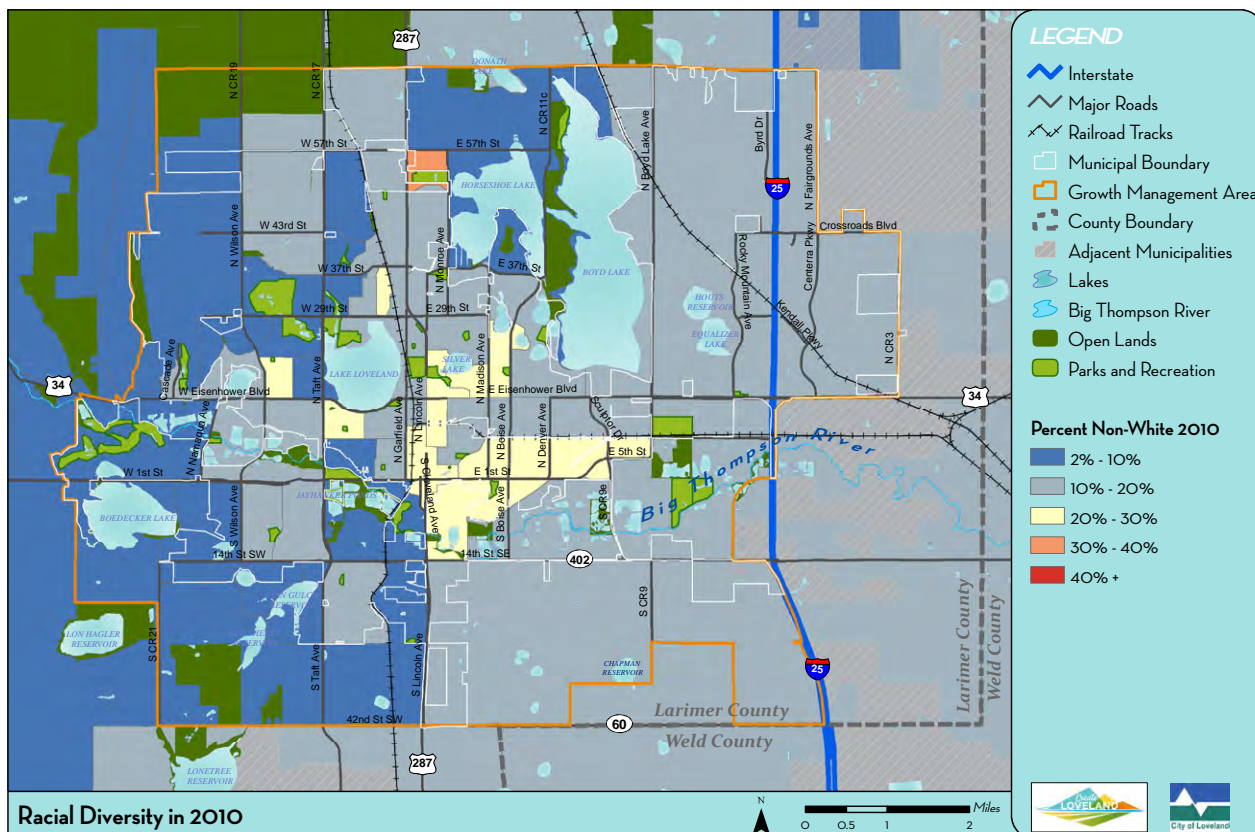 287
DONATH
N CR19
N CR17
N CR11c
W 57th St
E 57th St
N Boyd Lake Ave
Byrd Dr
N Fairgrounds Ave
25
HORSESHOE LAKE
N Wilson Ave
W 43rd St
N Monroe Ave
Crossroads Blvd
Rocky Mountain Ave
Centerra Pkwy
W 37th St
E 37th St
BOYD LAKE
W 29th St
E 29th St
HOUTS
RESERVOIR
EQUALIZER
LAKE
Kendall Pkwy
N CR3
Cascade Ave
N Taft Ave
LAKE LOVELAND
SILVER
LAKE
N Madison Ave
34
W Eisenhower Blvd
E Eisenhower Blvd
34
N Namaqua Ave
N Garfield Ave
N Lincoln Ave
N Boise Ave
N Denver Ave
Sculptor Dr
E 5th St
Big Thompson River
W 1st St
E 1st St
S Cleveland Ave
BOEDECKER LAKE
S Wilson Ave
S Boise Ave
S CR9e
14th St SW
14th St SE
402
LON HAGLER
RESERVOIR
S CR21
S Taft Ave
S Lincoln Ave
S CR9
CHAPMAN
RESERVOIR
25
42nd St SW
60
Larimer County
Weld County
Larimer County
Weld County
LONETREE
RESERVOIR
287
Racial Diversity in 2010
N
Miles
0 0.5 1 2
LEGEND
Interstate
Major Roads
Railroad Tracks
Municipal Boundary
Growth Management Area
County Boundary
Adjacent Municipalities
Lakes
Big Thompson River
Open Lands
Parks and Recreation
Percent Non-White 2010
2% - 10%
10% - 20%
20% - 30%
30% - 40%
40% +
Create
LOVELAND
City of Loveland